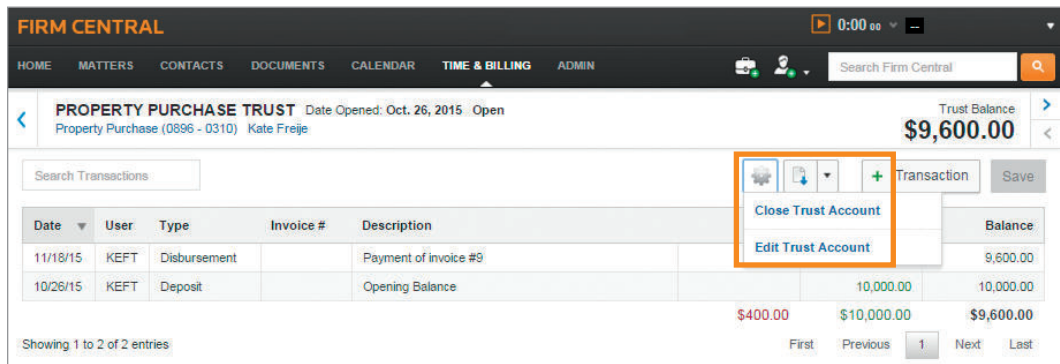 FIRM CENTRAL 0:00 00 --
HOME MATTERS CONTACTS DOCUMENTS CALENDAR TIME & BILLING ADMIN Search Firm Central
PROPERTY PURCHASE TRUST Date Opened: Oct. 26, 2015 Open Trust Balance
Property Purchase (0896 - 0310) Kate Freije $9,600.00
Search Transactions + Transaction Save
Close Trust Account
Date User Type Invoice # Description Balance
Edit Trust Account
11/18/15 KEFT Disbursement Payment of invoice #9 9,600.00
10/26/15 KEFT Deposit Opening Balance 10,000.00 10,000.00
$400.00 $10,000.00 $9,600.00
Showing 1 to 2 of 2 entries First Previous 1 Next Last